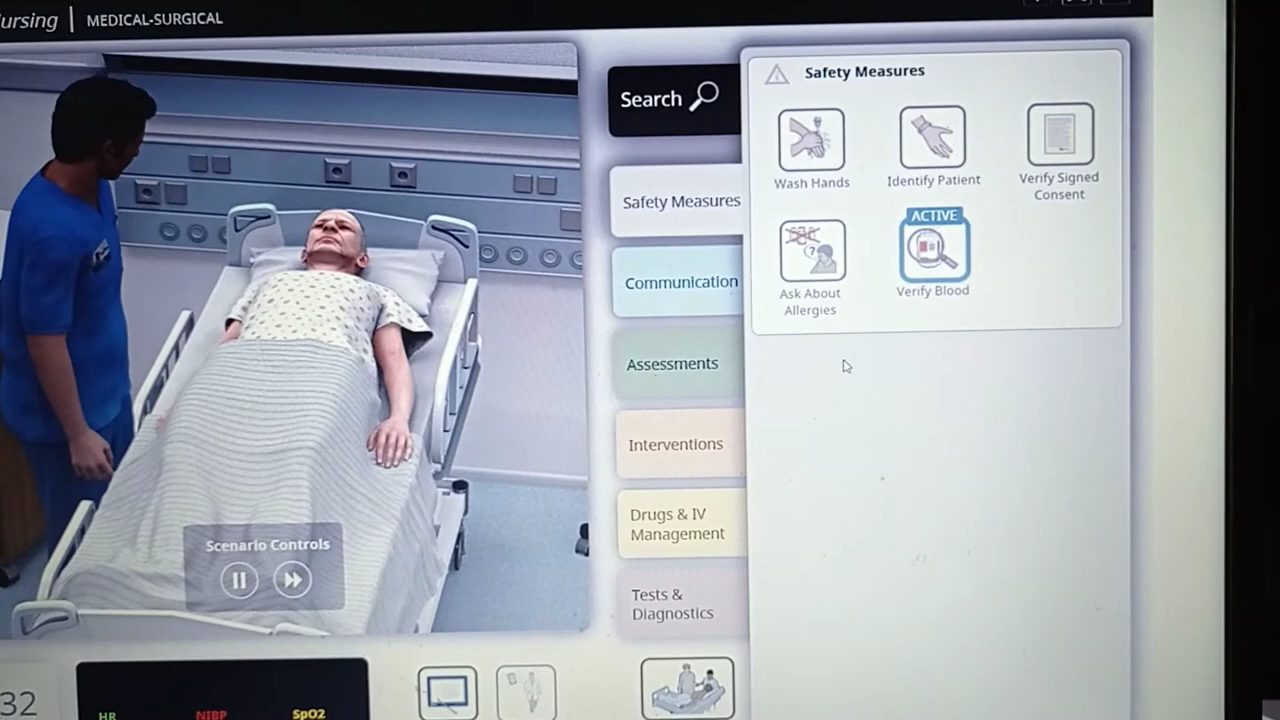 ursing | MEDICAL-SURGICAL
Search
Safety Measures
Communication
Assessments
Interventions
Drugs & IV
Management
Tests &
Diagnostics
Safety Measures
Wash Hands
Identify Patient
Verify Signed
Consent
Ask About
Allergies
ACTIVE
Verify Blood
Scenario Controls
32
HR
NIBP
SpO2